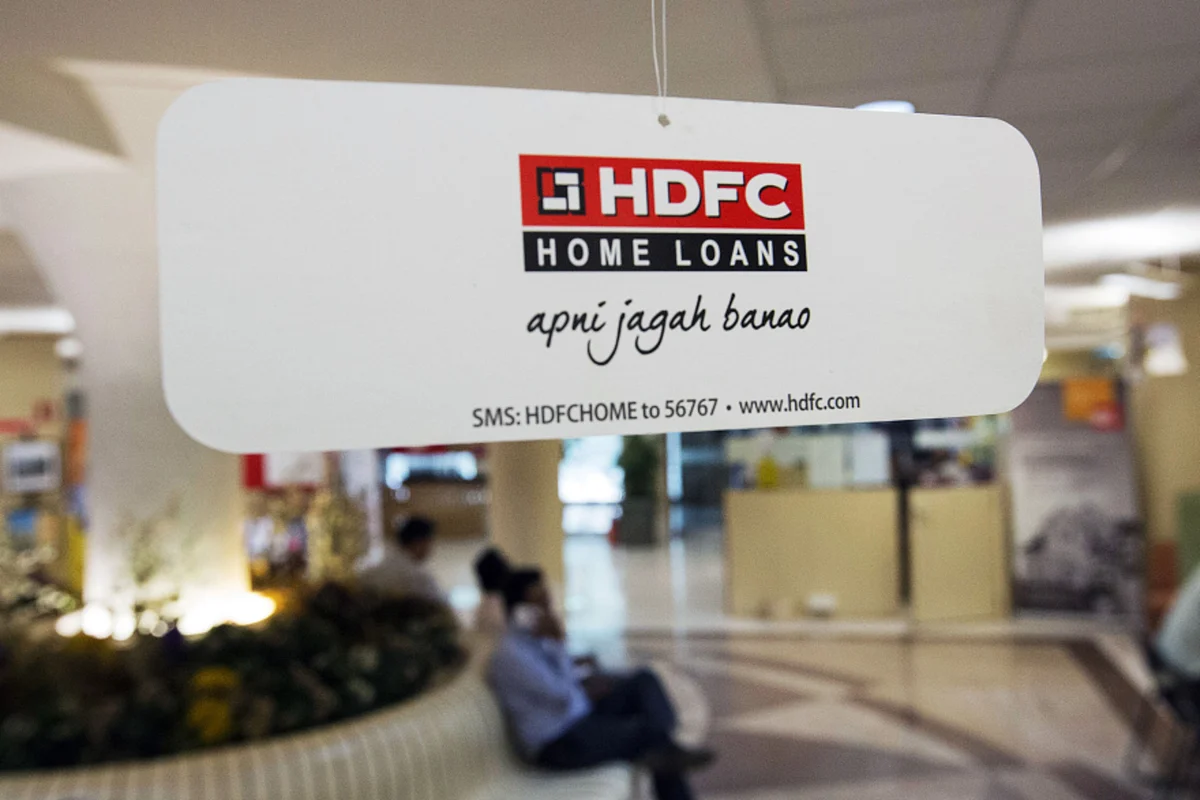 HDFC
HOME LOANS
apni jagah banao
SMS: HDFCHOME to 56767 • www.hdfc.com